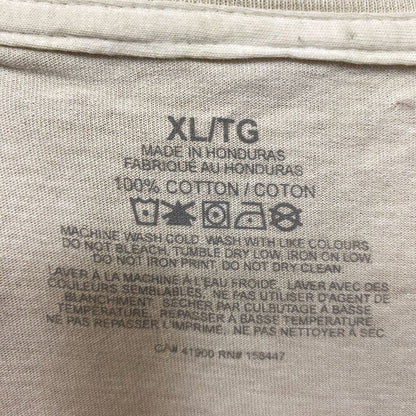 XL/TG
MADE IN HONDURAS
FABRIQUÉ AU HONDURAS
100% COTTON / COTON
MACHINE WASH COLD. WASH WITH LIKE COLOURS.
DO NOT BLEACH. TUMBLE DRY LOW. IRON ON LOW.
DO NOT IRON PRINT. DO NOT DRY CLEAN.
LAVER À LA MACHINE À L'EAU FROIDE. LAVER AVEC DES
COULEURS SEMBLABLES. NE PAS UTILISER D'AGENT DE
BLANCHIMENT. SÉCHER PAR CULBUTAGE À BASSE
TEMPÉRATURE. REPASSER À BASSE TEMPÉRATURE
NE PAS REPASSER L'IMPRIMÉ. NE PAS NETTOYER À SEC
CA# 41900 RN# 158447